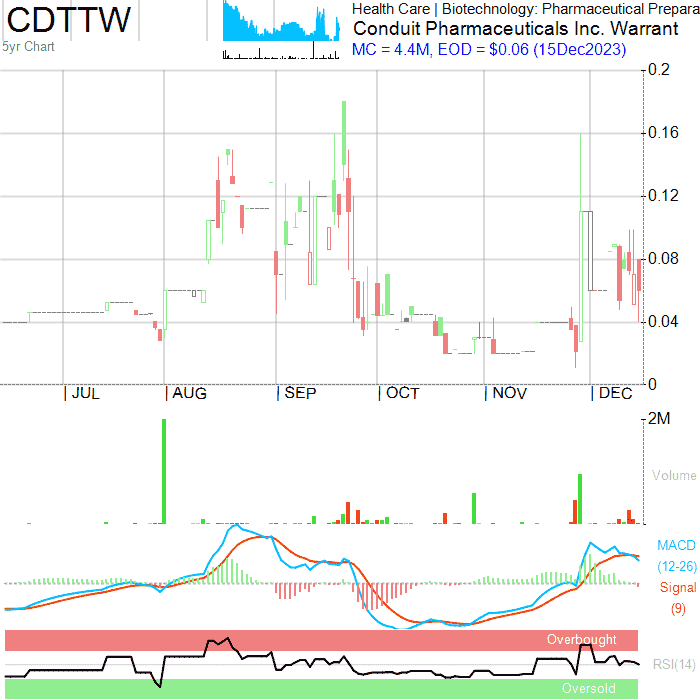 CDTTW
5yr Chart
Health Care | Biotechnology: Pharmaceutical Prepara
Conduit Pharmaceuticals Inc. Warrant
MC = 4.4M, EOD = $0.06 (15Dec2023)
0.2
0.16
0.12
0.08
0.04
0
| JUL | AUG | SEP | OCT | NOV | DEC
2M
Volume
MACD
(12-26)
Signal
(9)
Overbought
RSI(14)
Oversold